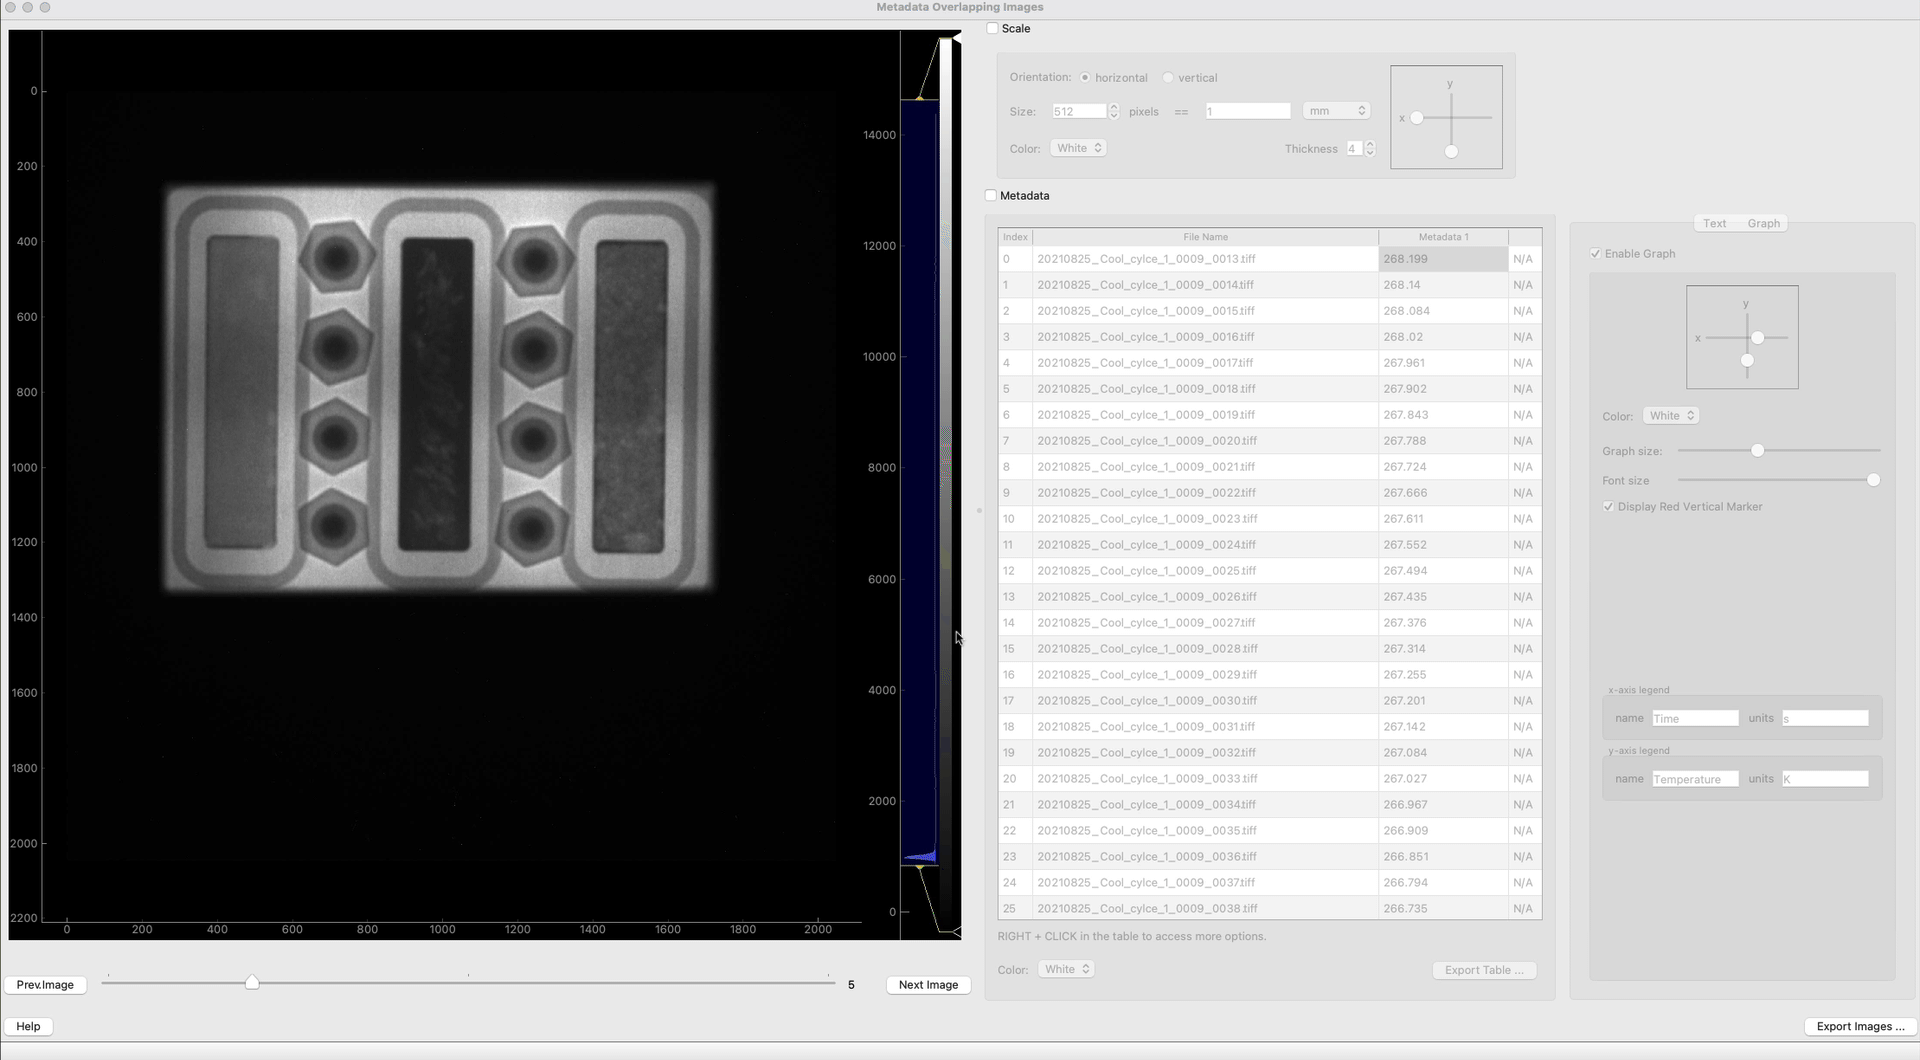 Metadata Overlapping Images
0
200
400
600
800
1000
1200
1400
1600
1800
2000
2200
0 200 400 600 800 1000 1200 1400 1600 1800 2000
14000
12000
10000
8000
6000
4000
2000
0
Prev.Image
5
Next Image
Help
Scale
Orientation: horizontal vertical
Size: 512 pixels == 1 mm
Color: White Thickness 4
y
x
Metadata
Index File Name Metadata 1
0 20210825_Cool_cylce_1_0009_0013.tiff 268.199 N/A
1 20210825_Cool_cylce_1_0009_0014.tiff 268.14 N/A
2 20210825_Cool_cylce_1_0009_0015.tiff 268.084 N/A
3 20210825_Cool_cylce_1_0009_0016.tiff 268.02 N/A
4 20210825_Cool_cylce_1_0009_0017.tiff 267.961 N/A
5 20210825_Cool_cylce_1_0009_0018.tiff 267.902 N/A
6 20210825_Cool_cylce_1_0009_0019.tiff 267.843 N/A
7 20210825_Cool_cylce_1_0009_0020.tiff 267.788 N/A
8 20210825_Cool_cylce_1_0009_0021.tiff 267.724 N/A
9 20210825_Cool_cylce_1_0009_0022.tiff 267.666 N/A
10 20210825_Cool_cylce_1_0009_0023.tiff 267.611 N/A
11 20210825_Cool_cylce_1_0009_0024.tiff 267.552 N/A
12 20210825_Cool_cylce_1_0009_0025.tiff 267.494 N/A
13 20210825_Cool_cylce_1_0009_0026.tiff 267.435 N/A
14 20210825_Cool_cylce_1_0009_0027.tiff 267.376 N/A
15 20210825_Cool_cylce_1_0009_0028.tiff 267.314 N/A
16 20210825_Cool_cylce_1_0009_0029.tiff 267.255 N/A
17 20210825_Cool_cylce_1_0009_0030.tiff 267.201 N/A
18 20210825_Cool_cylce_1_0009_0031.tiff 267.142 N/A
19 20210825_Cool_cylce_1_0009_0032.tiff 267.084 N/A
20 20210825_Cool_cylce_1_0009_0033.tiff 267.027 N/A
21 20210825_Cool_cylce_1_0009_0034.tiff 266.967 N/A
22 20210825_Cool_cylce_1_0009_0035.tiff 266.909 N/A
23 20210825_Cool_cylce_1_0009_0036.tiff 266.851 N/A
24 20210825_Cool_cylce_1_0009_0037.tiff 266.794 N/A
25 20210825_Cool_cylce_1_0009_0038.tiff 266.735 N/A
RIGHT + CLICK in the table to access more options.
Color: White Export Table ...
Text Graph
Enable Graph
y
x
Color: White
Graph size:
Font size
Display Red Vertical Marker
x-axis legend
name Time units s
y-axis legend
name Temperature units K
Export Images ...